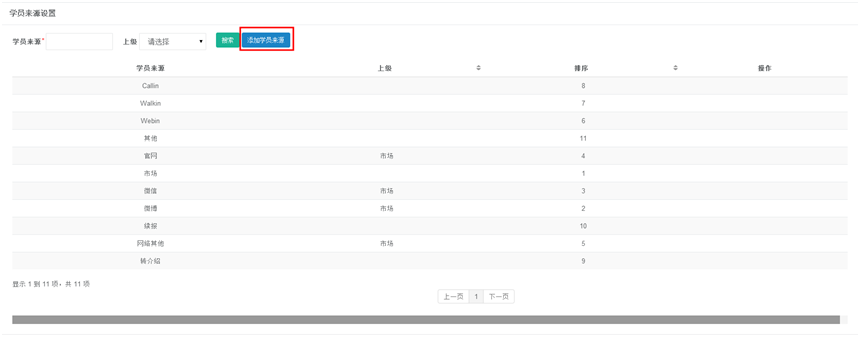 学员来源设置
学员来源* 上级 请选择 搜索 添加学员来源
学员来源 上级 排序 操作
Callin 8
Walkin 7
Webin 6
其他 11
官网 市场 4
市场 1
微信 市场 3
微博 市场 2
续报 10
网络其他 市场 5
转介绍 9
显示 1 到 11 项，共 11 项
上一页 1 下一页